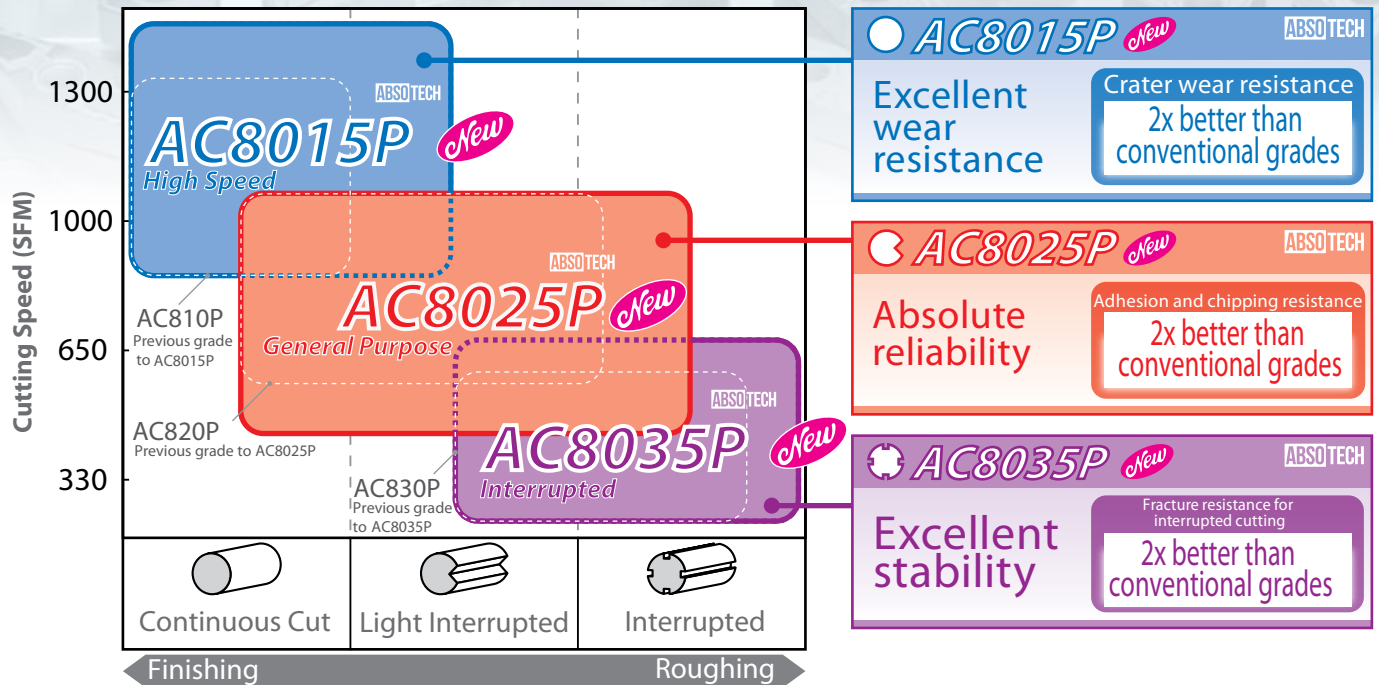 Cutting Speed (SFM)
1300
1000
650
330
ABSOTECH
AC8015P
New
High Speed
AC810P
Previous grade
to AC8015P
ABSOTECH
AC8025P
New
General Purpose
AC820P
Previous grade to AC8025P
ABSOTECH
AC8035P
New
Interrupted
AC830P
Previous grade
to AC8035P
Continuous Cut
Light Interrupted
Interrupted
Finishing
Roughing
AC8015P New ABSOTECH
Excellent
wear
resistance
Crater wear resistance
2x better than
conventional grades
AC8025P New ABSOTECH
Absolute
reliability
Adhesion and chipping resistance
2x better than
conventional grades
AC8035P New ABSOTECH
Excellent
stability
Fracture resistance for
interrupted cutting
2x better than
conventional grades